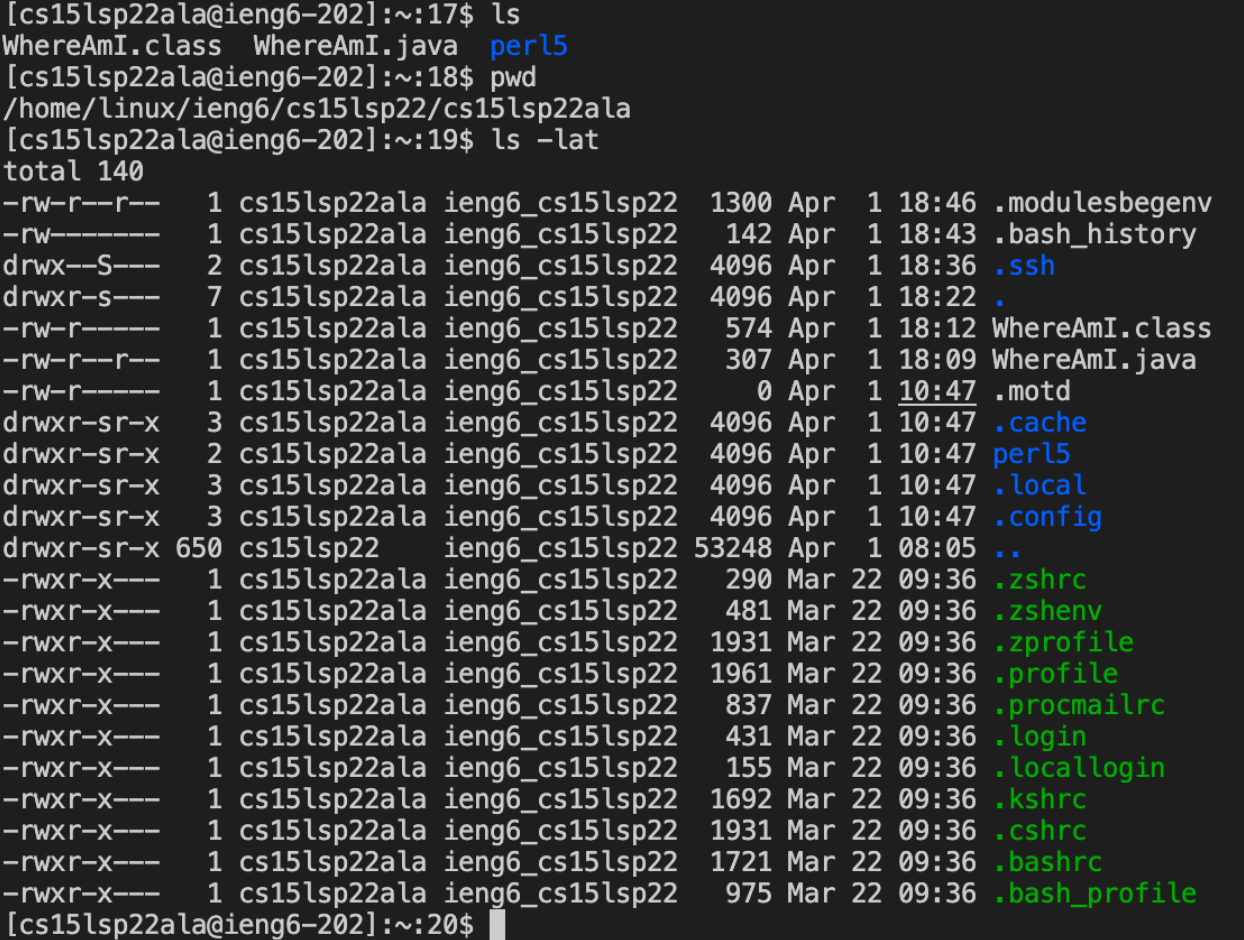 [cs15lsp22ala@ieng6-202]:~:17$ ls
WhereAmI.class  WhereAmI.java  perl5
[cs15lsp22ala@ieng6-202]:~:18$ pwd
/home/linux/ieng6/cs15lsp22/cs15lsp22ala
[cs15lsp22ala@ieng6-202]:~:19$ ls -lat
total 140
-rw-r--r--   1 cs15lsp22ala ieng6_cs15lsp22  1300 Apr  1 18:46 .modulesbegenv
-rw-------   1 cs15lsp22ala ieng6_cs15lsp22   142 Apr  1 18:43 .bash_history
drwx--S---   2 cs15lsp22ala ieng6_cs15lsp22  4096 Apr  1 18:36 .ssh
drwxr-s---   7 cs15lsp22ala ieng6_cs15lsp22  4096 Apr  1 18:22 .
-rw-r-----   1 cs15lsp22ala ieng6_cs15lsp22   574 Apr  1 18:12 WhereAmI.class
-rw-r--r--   1 cs15lsp22ala ieng6_cs15lsp22   307 Apr  1 18:09 WhereAmI.java
-rw-r-----   1 cs15lsp22ala ieng6_cs15lsp22     0 Apr  1 10:47 .motd
drwxr-sr-x   3 cs15lsp22ala ieng6_cs15lsp22  4096 Apr  1 10:47 .cache
drwxr-sr-x   2 cs15lsp22ala ieng6_cs15lsp22  4096 Apr  1 10:47 perl5
drwxr-sr-x   3 cs15lsp22ala ieng6_cs15lsp22  4096 Apr  1 10:47 .local
drwxr-sr-x   3 cs15lsp22ala ieng6_cs15lsp22  4096 Apr  1 10:47 .config
drwxr-sr-x 650 cs15lsp22    ieng6_cs15lsp22 53248 Apr  1 08:05 ..
-rwxr-x---   1 cs15lsp22ala ieng6_cs15lsp22   290 Mar 22 09:36 .zshrc
-rwxr-x---   1 cs15lsp22ala ieng6_cs15lsp22   481 Mar 22 09:36 .zshenv
-rwxr-x---   1 cs15lsp22ala ieng6_cs15lsp22  1931 Mar 22 09:36 .zprofile
-rwxr-x---   1 cs15lsp22ala ieng6_cs15lsp22  1961 Mar 22 09:36 .profile
-rwxr-x---   1 cs15lsp22ala ieng6_cs15lsp22   837 Mar 22 09:36 .procmailrc
-rwxr-x---   1 cs15lsp22ala ieng6_cs15lsp22   431 Mar 22 09:36 .login
-rwxr-x---   1 cs15lsp22ala ieng6_cs15lsp22   155 Mar 22 09:36 .locallogin
-rwxr-x---   1 cs15lsp22ala ieng6_cs15lsp22  1692 Mar 22 09:36 .kshrc
-rwxr-x---   1 cs15lsp22ala ieng6_cs15lsp22  1931 Mar 22 09:36 .cshrc
-rwxr-x---   1 cs15lsp22ala ieng6_cs15lsp22  1721 Mar 22 09:36 .bashrc
-rwxr-x---   1 cs15lsp22ala ieng6_cs15lsp22   975 Mar 22 09:36 .bash_profile
[cs15lsp22ala@ieng6-202]:~:20$